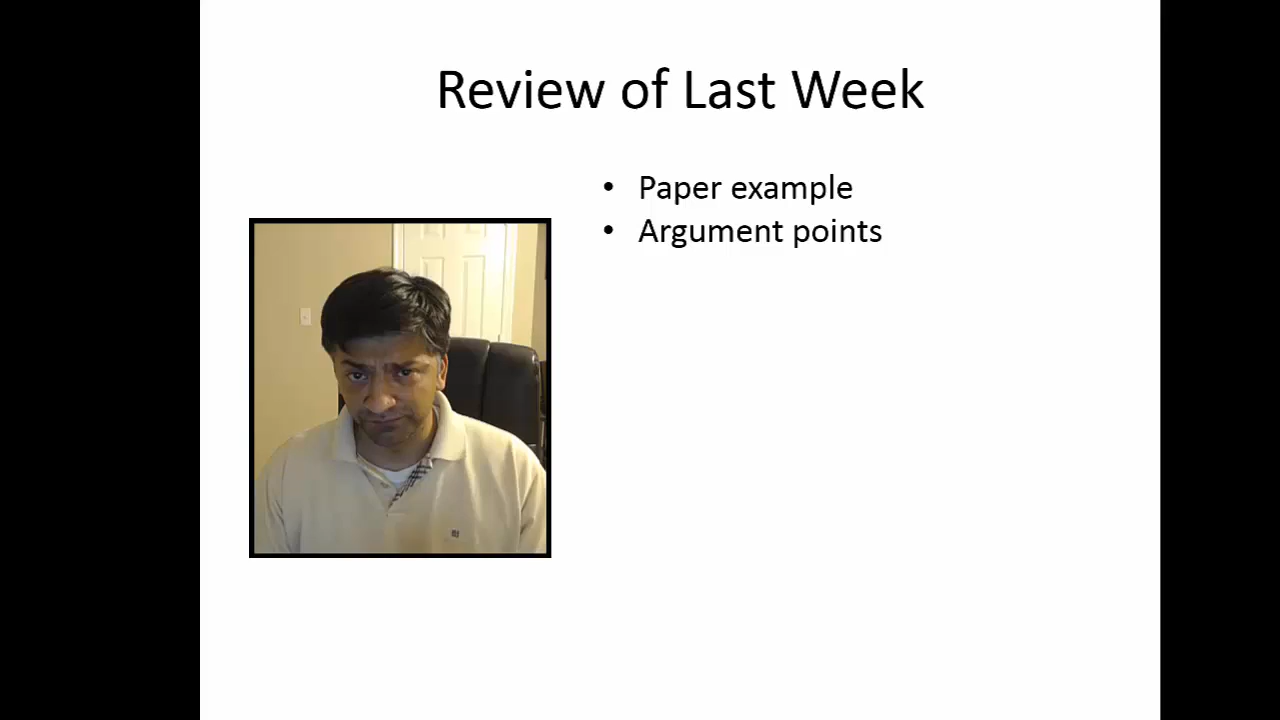 Review of Last Week
• Paper example
• Argument points